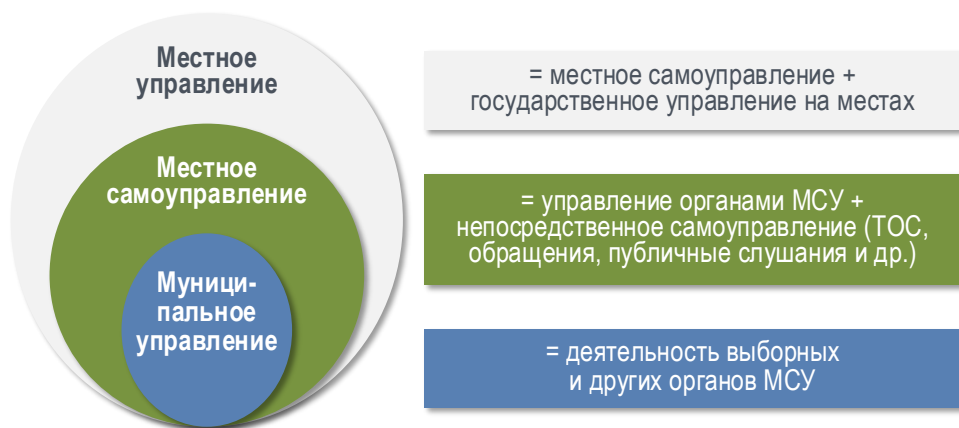 Местное
управление
= местное самоуправление +
государственное управление на местах
Местное
самоуправление
= управление органами МСУ +
непосредственное самоуправление (ТОС,
обращения, публичные слушания и др.)
Муници-
пальное
управление
= деятельность выборных
и других органов МСУ